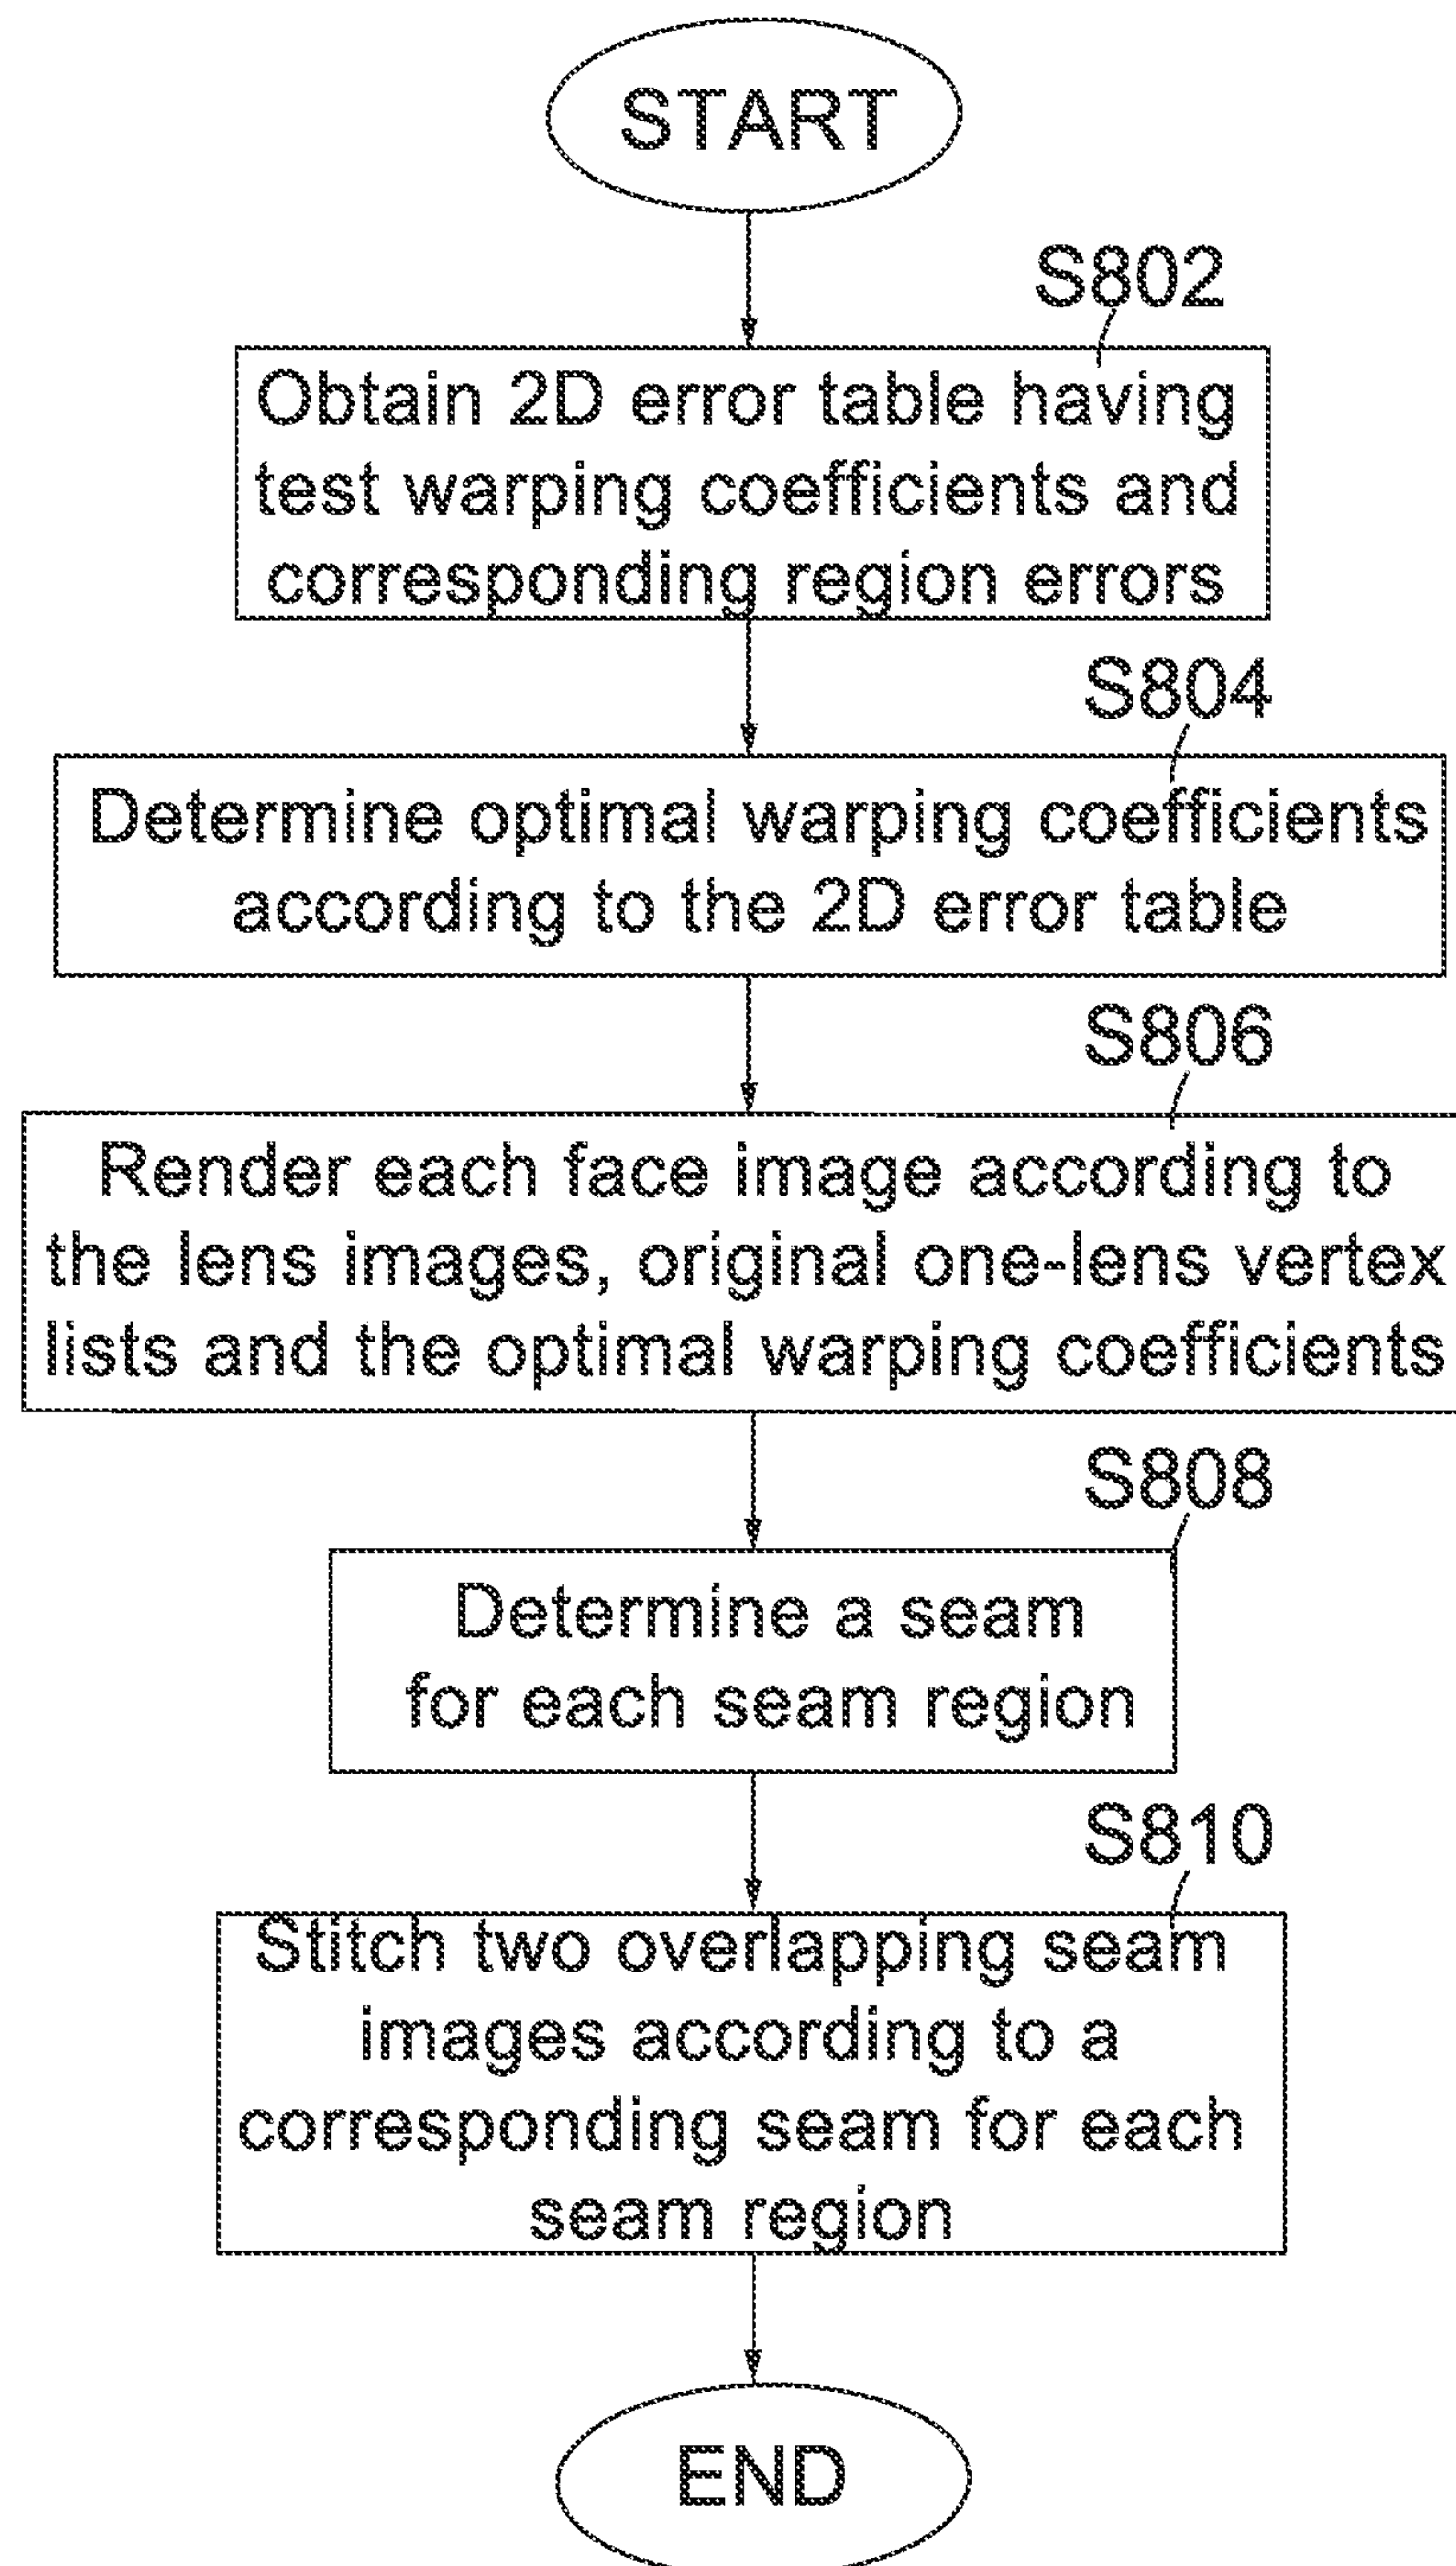 START
S802
Obtain 2D error table having
test warping coefficients and
corresponding region errors
S804
Determine optimal warping coefficients
according to the 2D error table
S806
Render each face image according to
the lens images, original one-lens vertex
lists and the optimal warping coefficients
S808
Determine a seam
for each seam region
S810
Stitch two overlapping seam
images according to a
corresponding seam for each
seam region
END